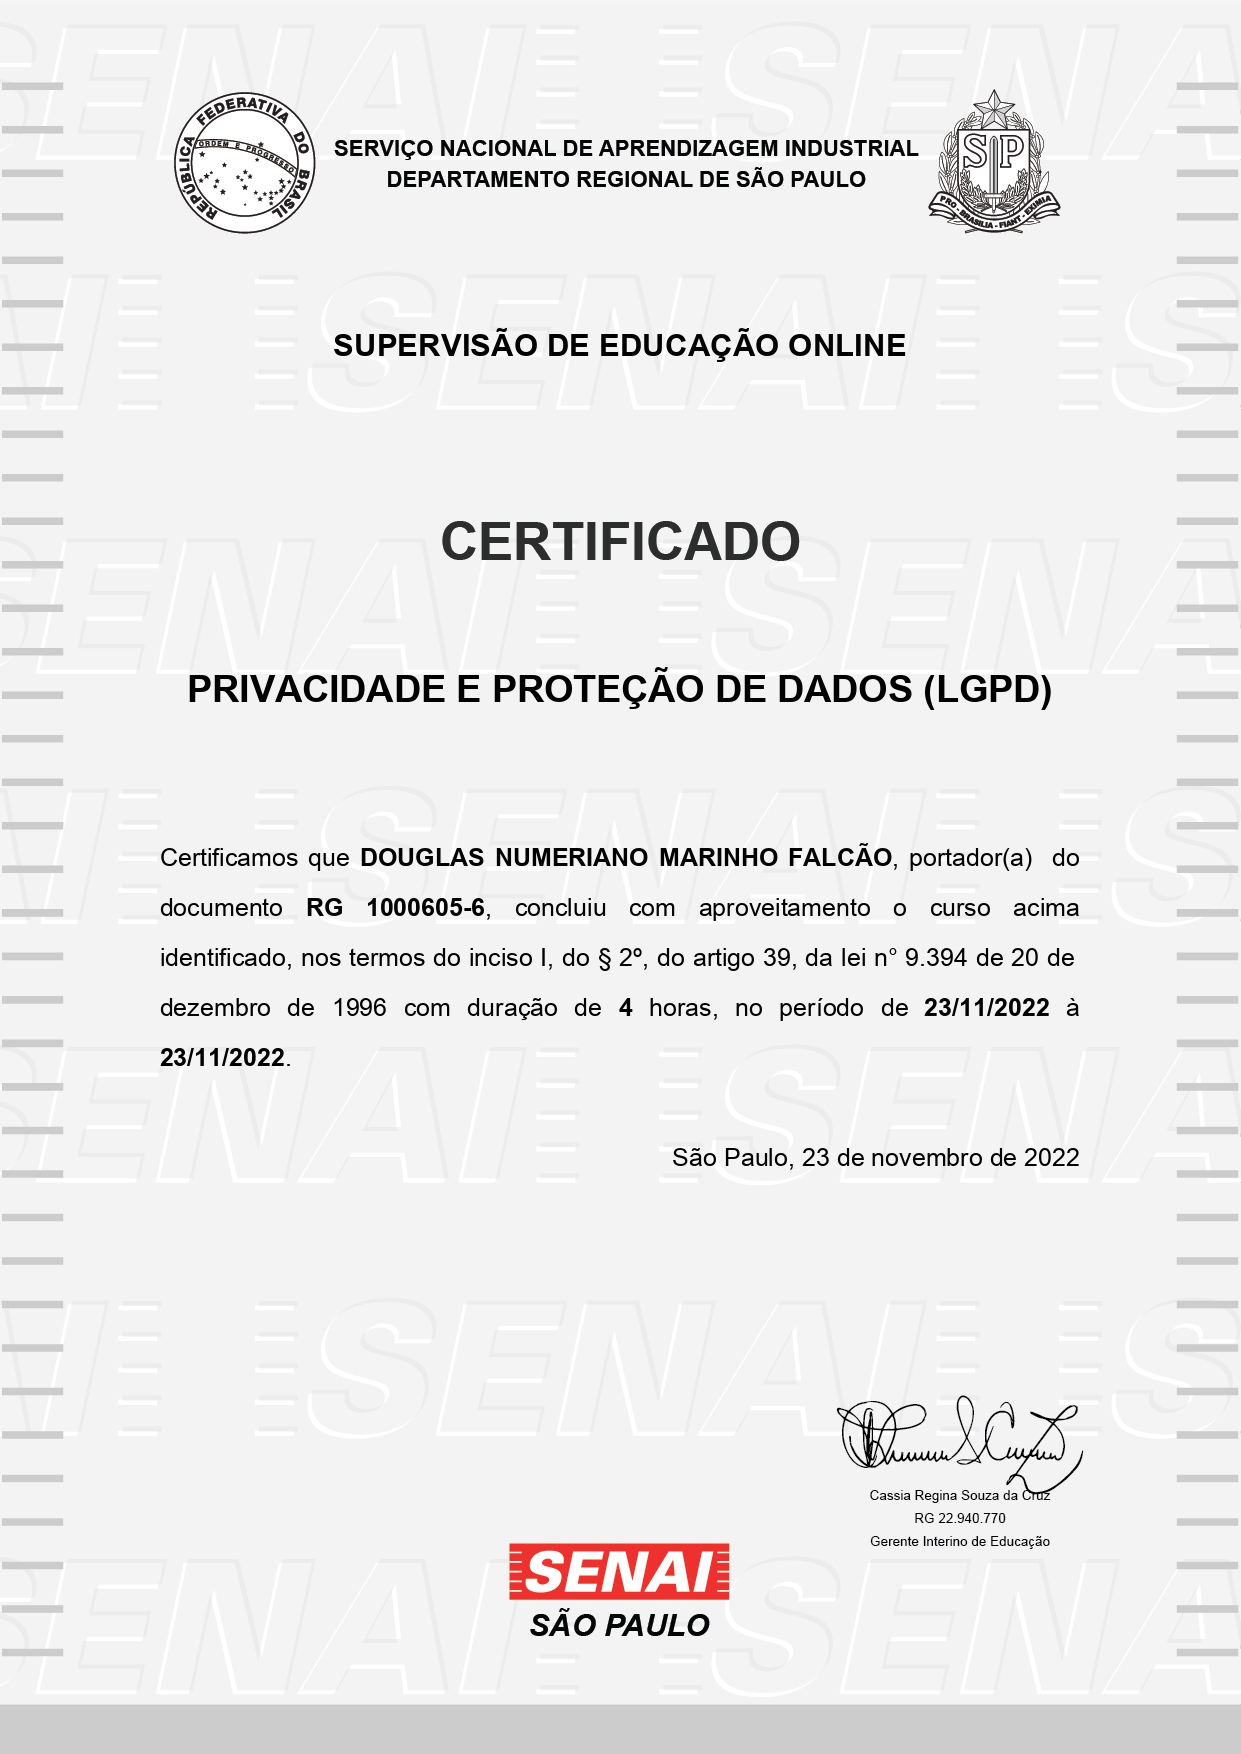 REPÚBLICA FEDERATIVA DO BRASIL
ORDEM E PROGRESSO
SERVIÇO NACIONAL DE APRENDIZAGEM INDUSTRIAL
DEPARTAMENTO REGIONAL DE SÃO PAULO
SP
PRO - BRASILIA - FIANT - EXIMIA
SUPERVISÃO DE EDUCAÇÃO ONLINE
CERTIFICADO
PRIVACIDADE E PROTEÇÃO DE DADOS (LGPD)
Certificamos que DOUGLAS NUMERIANO MARINHO FALCÃO, portador(a) do
documento RG 1000605-6, concluiu com aproveitamento o curso acima
identificado, nos termos do inciso I, do § 2º, do artigo 39, da lei n° 9.394 de 20 de
dezembro de 1996 com duração de 4 horas, no período de 23/11/2022 à
23/11/2022.
São Paulo, 23 de novembro de 2022
Cassia Regina Souza da Cruz
RG 22.940.770
Gerente Interino de Educação
SENAI
SÃO PAULO